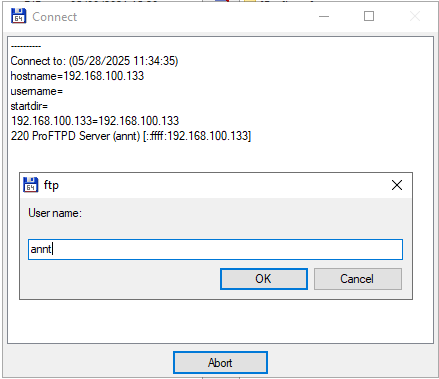 Connect
----------
Connect to: (05/28/2025 11:34:35)
hostname=192.168.100.133
username=
startdir=
192.168.100.133=192.168.100.133
220 ProFTPD Server (annt) [::ffff:192.168.100.133]
ftp
User name:
annt
OK
Cancel
Abort